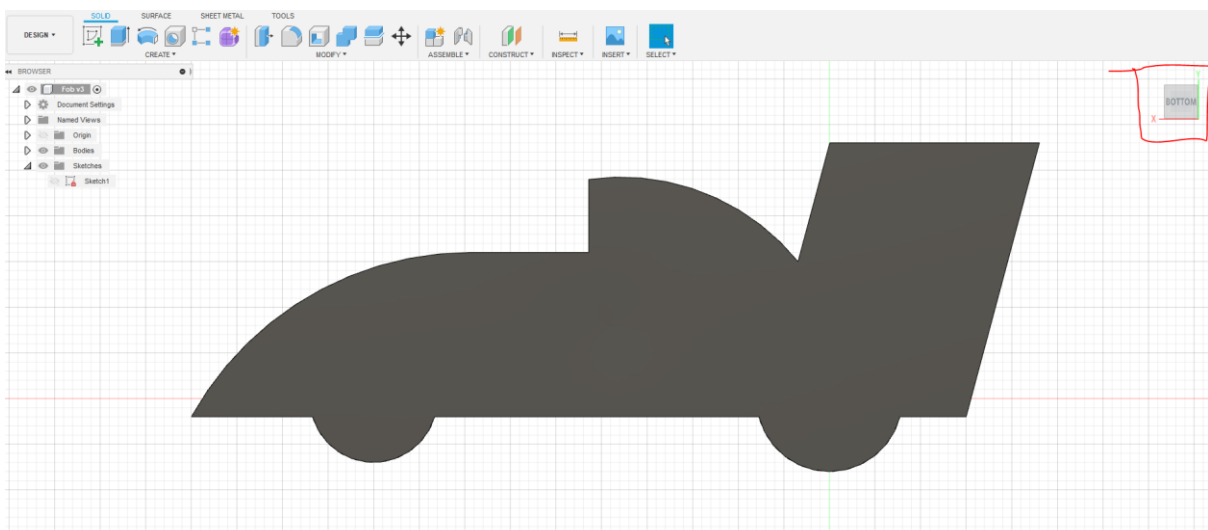 SOLID SURFACE SHEET METAL TOOLS
DESIGN ▾
CREATE ▾ MODIFY ▾ ASSEMBLE ▾ CONSTRUCT ▾ INSPECT ▾ INSERT ▾ SELECT ▾
BROWSER
Fob v3
Document Settings
Named Views
Origin
Bodies
Sketches
Sketch1
Y
BOTTOM
X